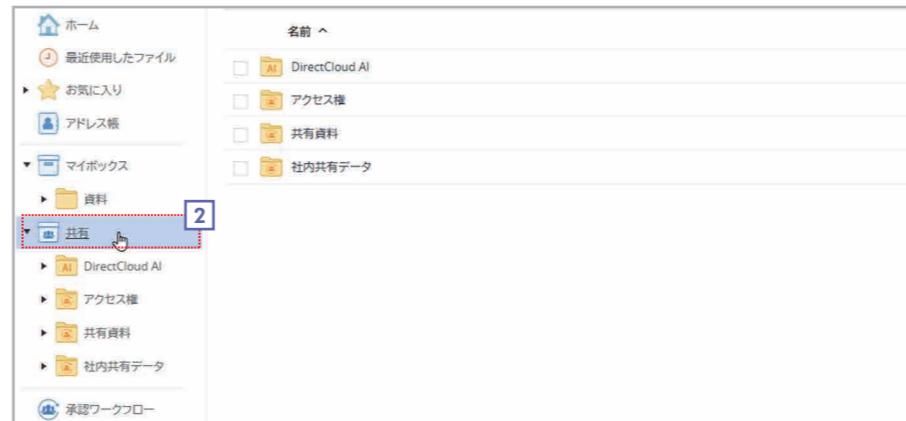 ホーム
最近使用したファイル
お気に入り
アドレス帳
マイボックス
資料
2
共有
AI DirectCloud AI
アクセス権
共有資料
社内共有データ
承認ワークフロー
名前
AI DirectCloud AI
アクセス権
共有資料
社内共有データ